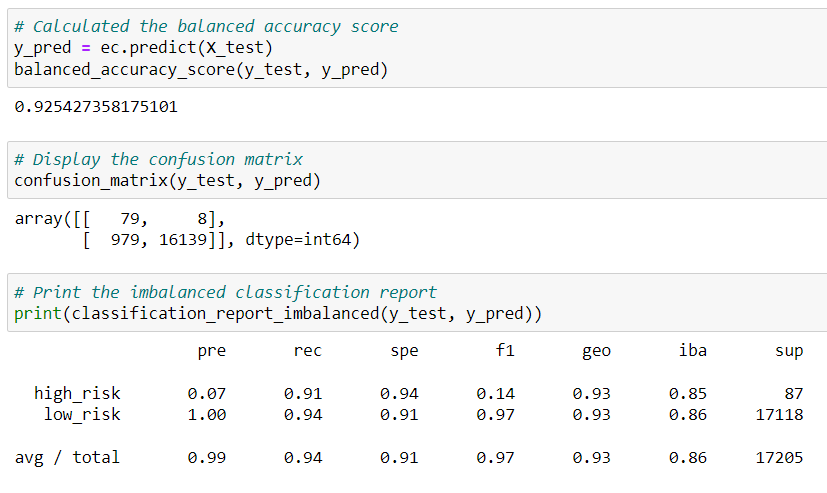 # Calculated the balanced accuracy score
y_pred = ec.predict(X_test)
balanced_accuracy_score(y_test, y_pred)
0.925427358175101
# Display the confusion matrix
confusion_matrix(y_test, y_pred)
array([[   79,     8],
       [  979, 16139]], dtype=int64)
# Print the imbalanced classification report
print(classification_report_imbalanced(y_test, y_pred))
pre rec spe f1 geo iba sup
high_risk 0.07 0.91 0.94 0.14 0.93 0.85 87
low_risk 1.00 0.94 0.91 0.97 0.93 0.86 17118
avg / total 0.99 0.94 0.91 0.97 0.93 0.86 17205